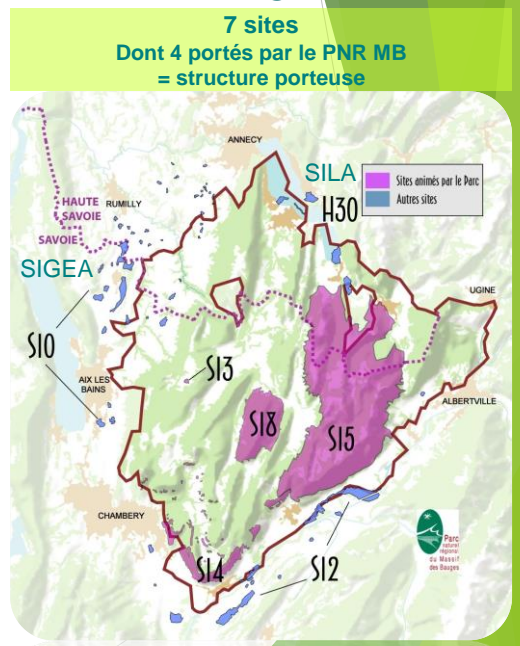 7 sites
Dont 4 portés par le PNR MB
= structure porteuse
ANNECY
SILA
Sites animés par le Parc
Autres sites
H30
HAUTE
SAVOIE
RUMILLY
SAVOIE
SIGEA
UGINE
S10
S13
AIX LES
BAINS
ALBERTVILLE
S18
S15
CHAMBERY
Parc
naturel
régional
du Massif
des Bauges
S14
S12